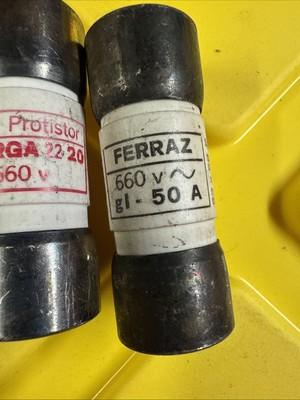 Protistor
RGA 22 20
660 v
FERRAZ
660 v ~
gI - 50 A